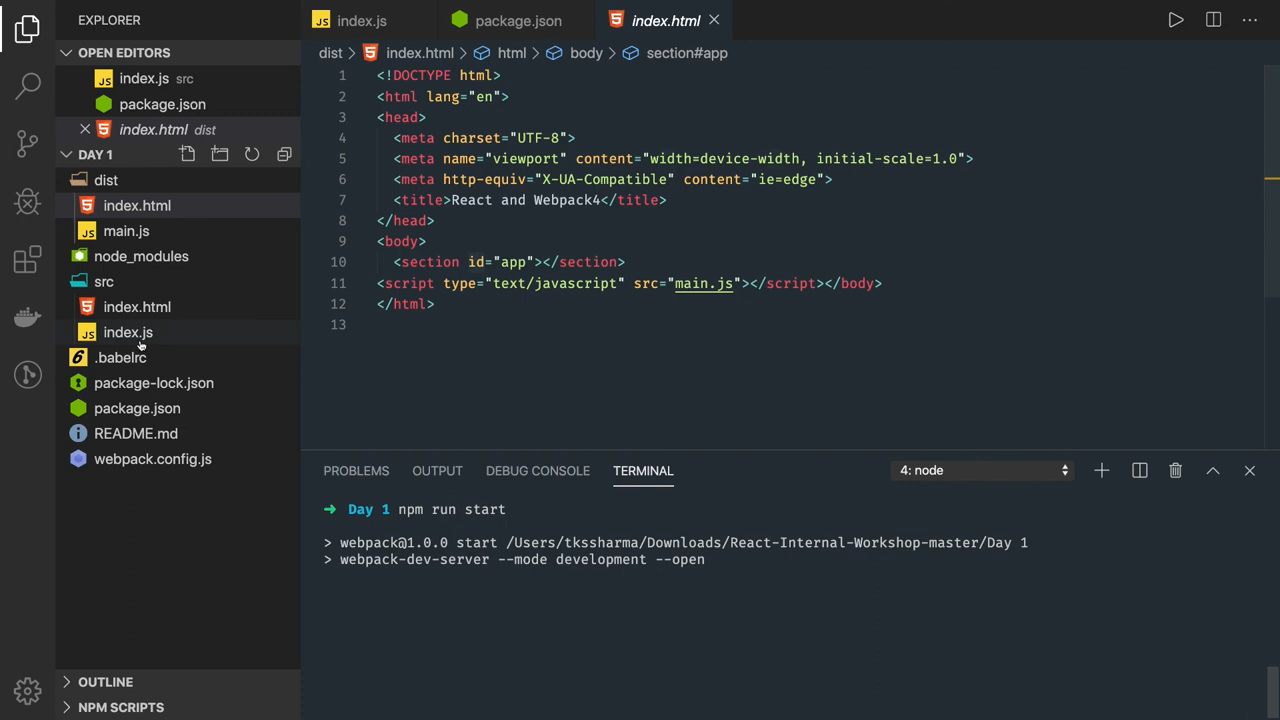 EXPLORER
OPEN EDITORS
index.js src
package.json
index.html dist
DAY 1
dist
index.html
main.js
node_modules
src
index.html
index.js
.babelrc
package-lock.json
package.json
README.md
webpack.config.js
OUTLINE
NPM SCRIPTS
index.js
package.json
index.html
dist > index.html > html > body > section#app
1 <!DOCTYPE html>
2 <html lang="en">
3 <head>
4 <meta charset="UTF-8">
5 <meta name="viewport" content="width=device-width, initial-scale=1.0">
6 <meta http-equiv="X-UA-Compatible" content="ie=edge">
7 <title>React and Webpack4</title>
8 </head>
9 <body>
10 <section id="app"></section>
11 <script type="text/javascript" src="main.js"></script></body>
12 </html>
13
PROBLEMS OUTPUT DEBUG CONSOLE TERMINAL 4: node
➜ Day 1 npm run start
> webpack@1.0.0 start /Users/tkssharma/Downloads/React-Internal-Workshop-master/Day 1
> webpack-dev-server --mode development --open